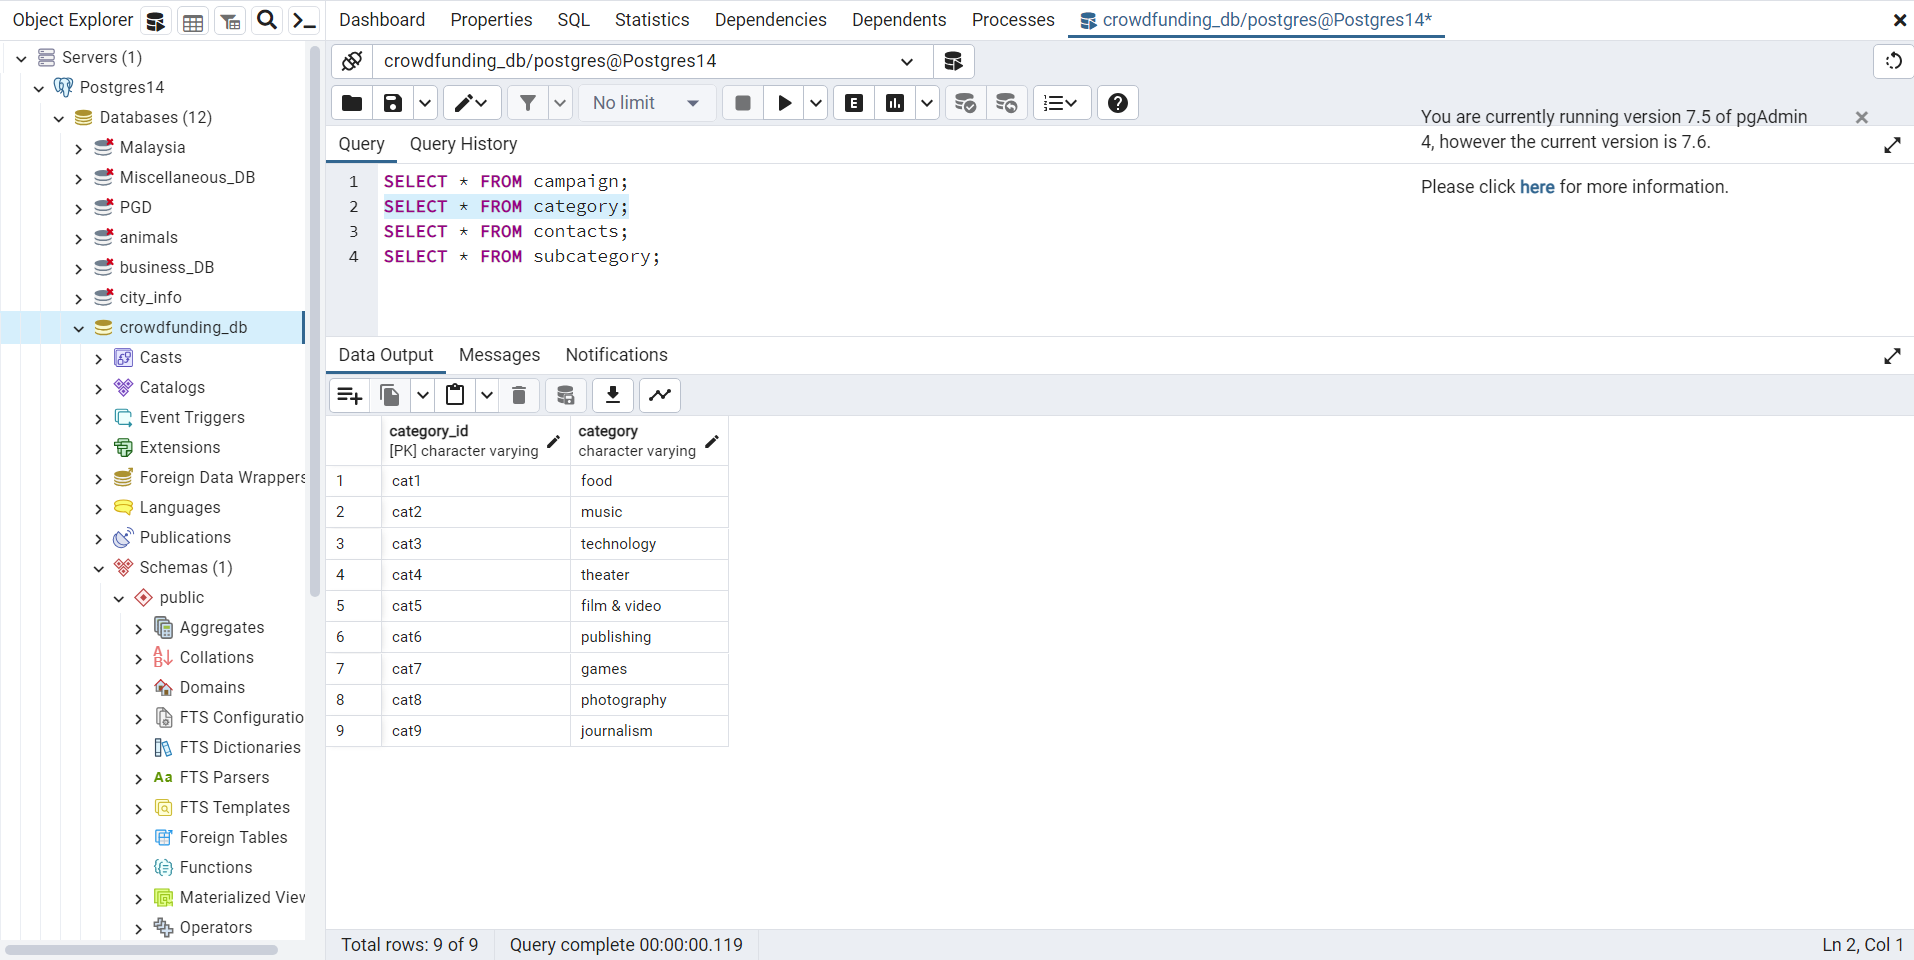 Object Explorer
Dashboard Properties SQL Statistics Dependencies Dependents Processes crowdfunding_db/postgres@Postgres14*
Servers (1)
Postgres14
Databases (12)
Malaysia
Miscellaneous_DB
PGD
animals
business_DB
city_info
crowdfunding_db
Casts
Catalogs
Event Triggers
Extensions
Foreign Data Wrappers
Languages
Publications
Schemas (1)
public
Aggregates
Collations
Domains
FTS Configuratio
FTS Dictionaries
Aa FTS Parsers
FTS Templates
Foreign Tables
Functions
Materialized View
Operators
crowdfunding_db/postgres@Postgres14
No limit
E
You are currently running version 7.5 of pgAdmin
4, however the current version is 7.6.
Please click here for more information.
Query Query History
1 SELECT * FROM campaign;
2 SELECT * FROM category;
3 SELECT * FROM contacts;
4 SELECT * FROM subcategory;
Data Output Messages Notifications
category_id category
[PK] character varying character varying
1 cat1 food
2 cat2 music
3 cat3 technology
4 cat4 theater
5 cat5 film & video
6 cat6 publishing
7 cat7 games
8 cat8 photography
9 cat9 journalism
Total rows: 9 of 9 Query complete 00:00:00.119 Ln 2, Col 1